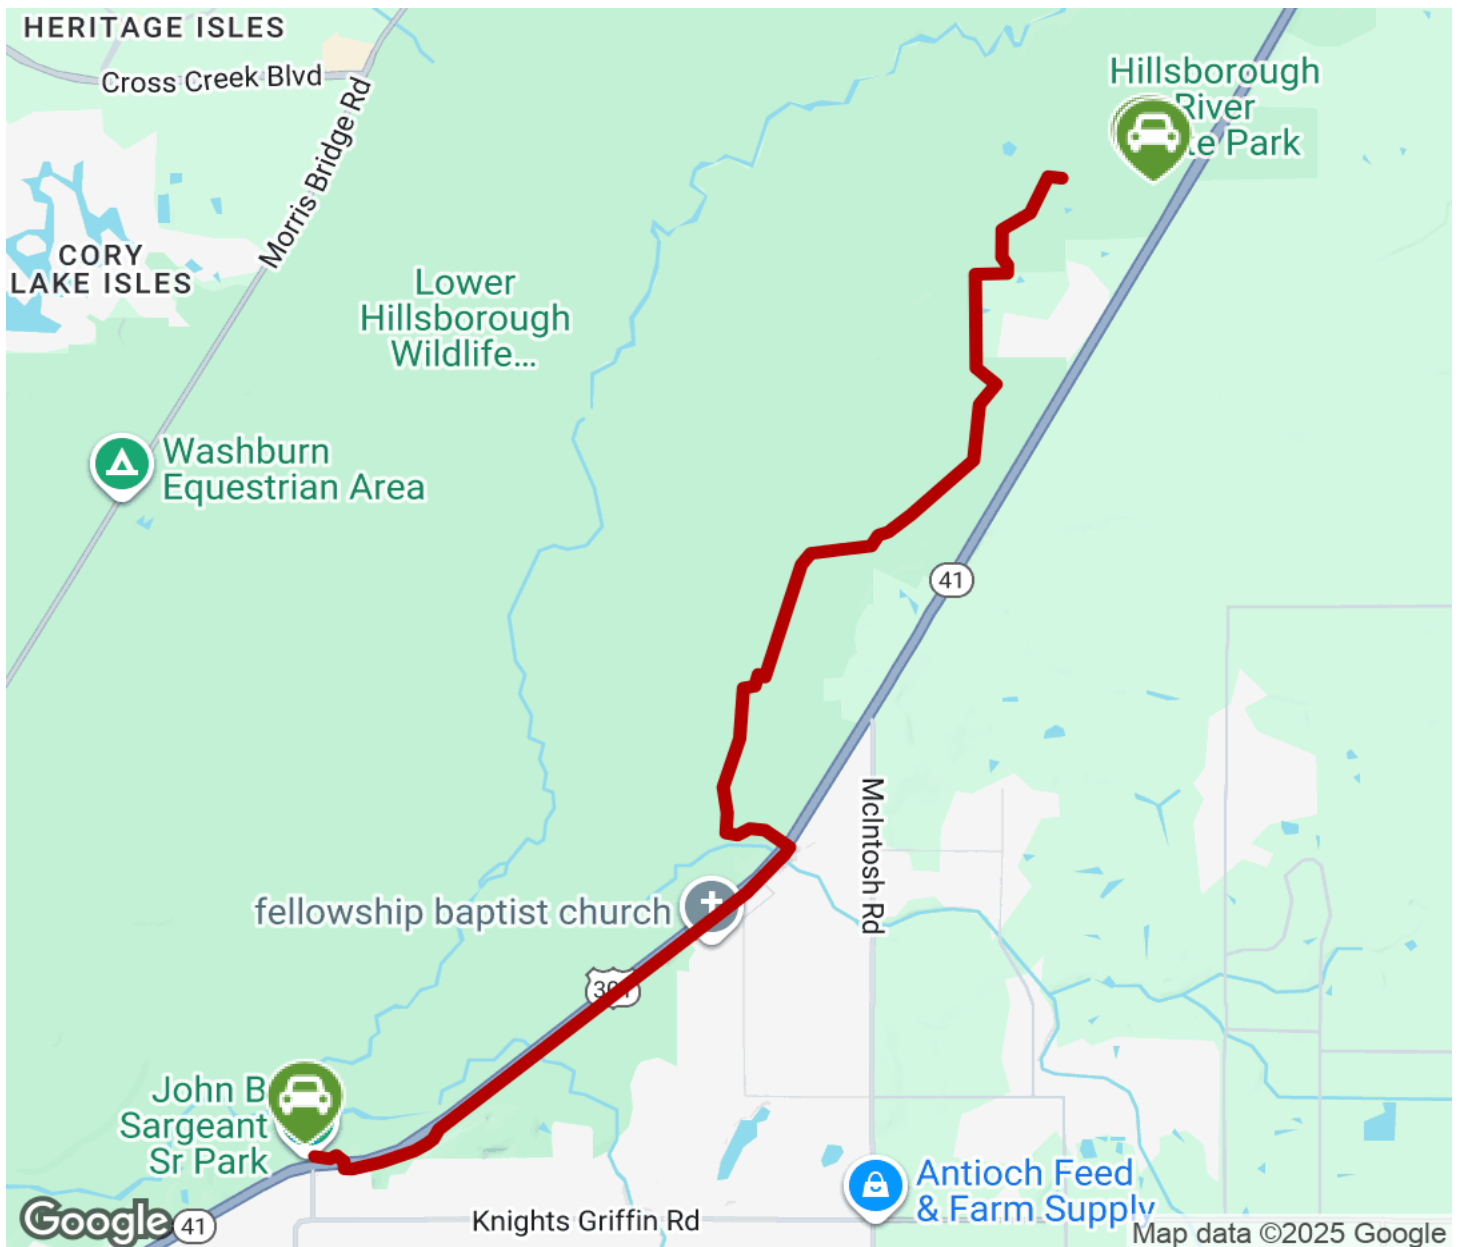 HERITAGE ISLES
Cross Creek Blvd
Morris Bridge Rd
Hillsborough
River
Park
CORY
LAKE ISLES
Lower
Hillsborough
Wildlife...
Washburn
Equestrian Area
41
McIntosh Rd
fellowship baptist church
John B
Sargeant
Sr Park
Antioch Feed
& Farm Supply
Knights Griffin Rd
Google
41
Map data ©2025 Google